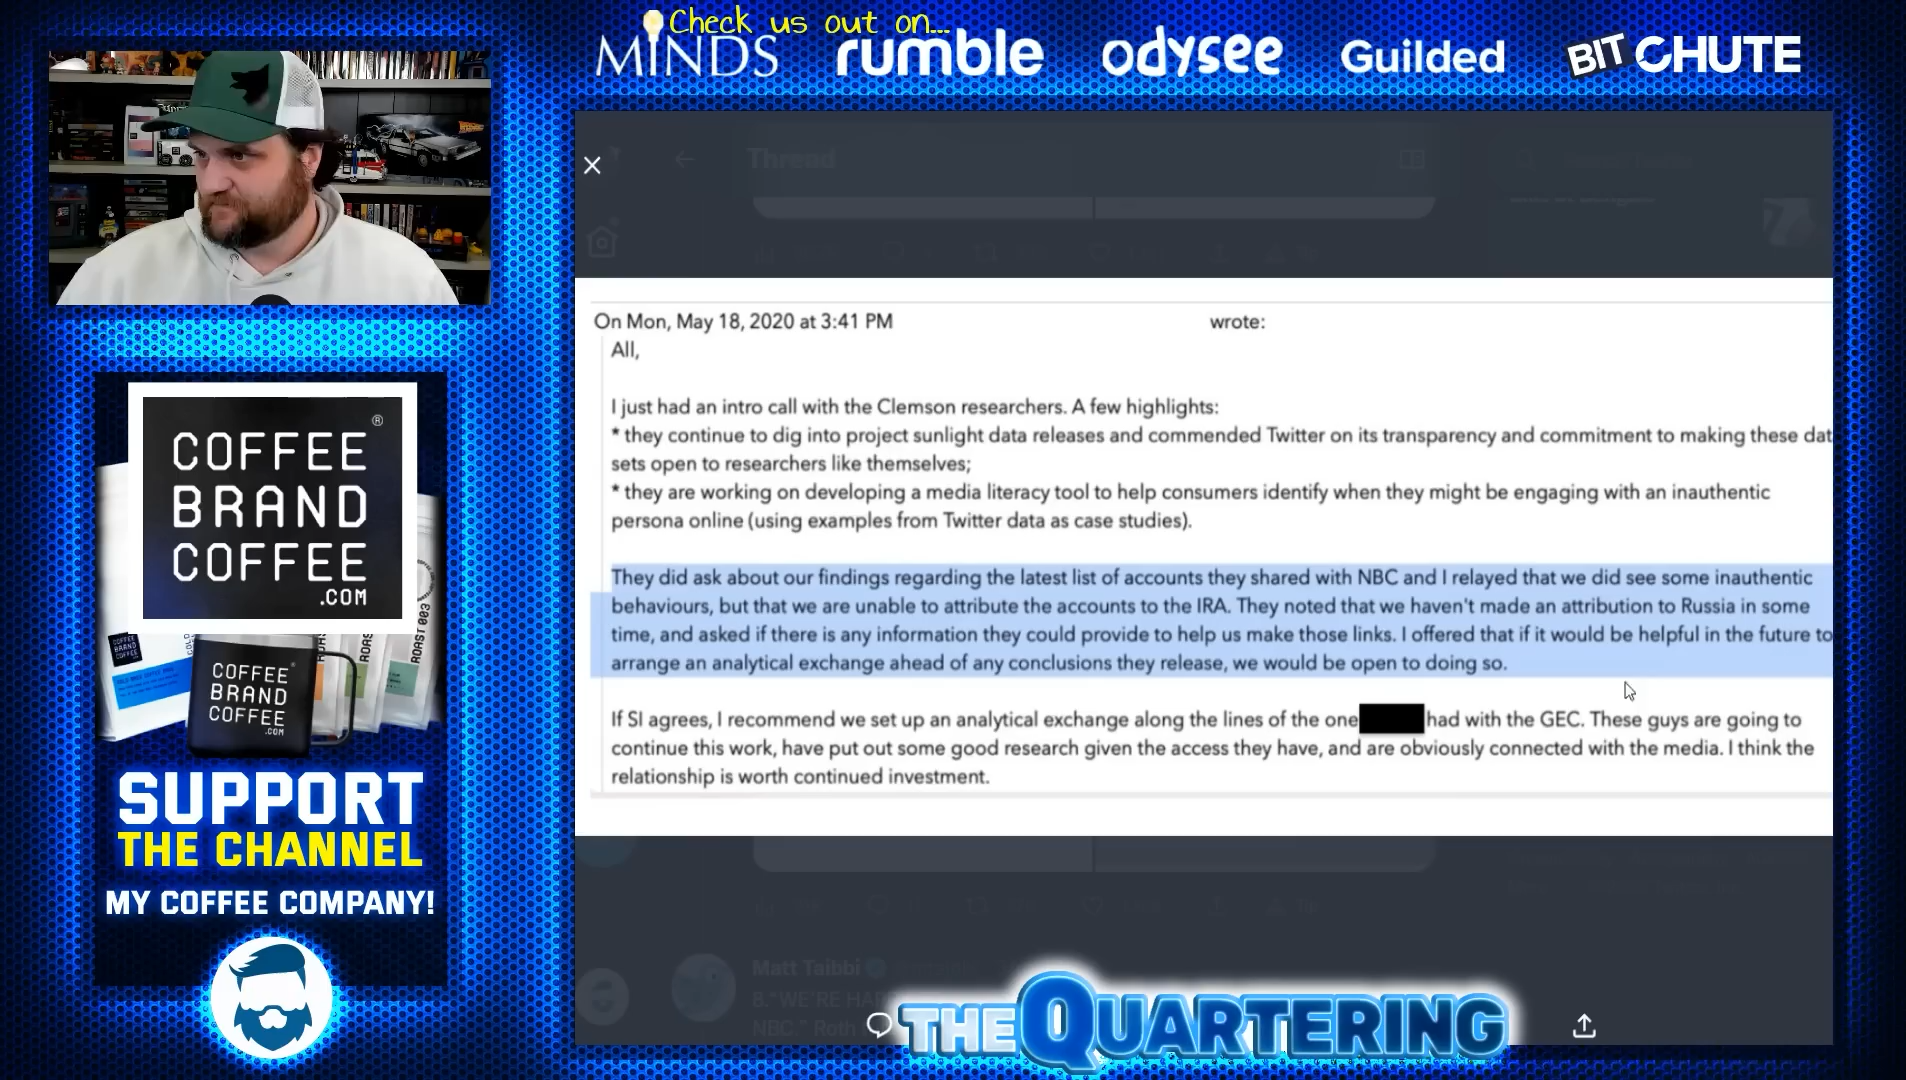 Check us out on...
MINDS rumble odysee Guilded BITCHUTE
Thread
On Mon, May 18, 2020 at 3:41 PM wrote:
All,
I just had an intro call with the Clemson researchers. A few highlights:
* they continue to dig into project sunlight data releases and commended Twitter on its transparency and commitment to making these dat
sets open to researchers like themselves;
* they are working on developing a media literacy tool to help consumers identify when they might be engaging with an inauthentic
persona online (using examples from Twitter data as case studies).
They did ask about our findings regarding the latest list of accounts they shared with NBC and I relayed that we did see some inauthentic
behaviours, but that we are unable to attribute the accounts to the IRA. They noted that we haven't made an attribution to Russia in some
time, and asked if there is any information they could provide to help us make those links. I offered that if it would be helpful in the future to
arrange an analytical exchange ahead of any conclusions they release, we would be open to doing so.
If SI agrees, I recommend we set up an analytical exchange along the lines of the one had with the GEC. These guys are going to
continue this work, have put out some good research given the access they have, and are obviously connected with the media. I think the
relationship is worth continued investment.
Matt Taibbi
8."WE'RE HA
NBC." Roth
THE QUARTERING
COFFEE
BRAND
COFFEE
.COM
®
ROAST 003
ROAST
COFFEE
BRAND
COFFEE
.COM
SUPPORT
THE CHANNEL
MY COFFEE COMPANY!